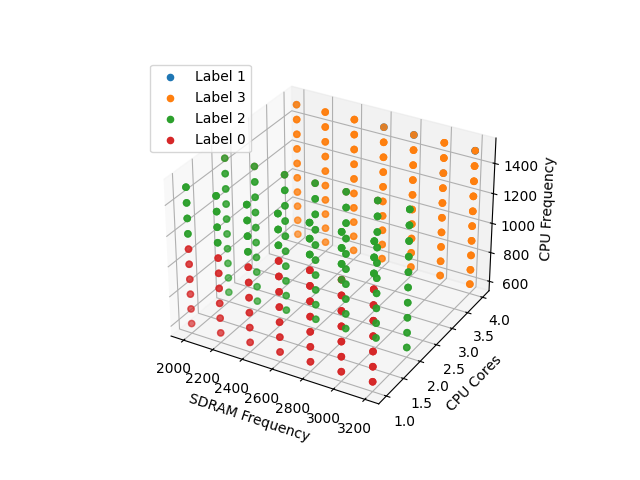 Label 1
Label 3
Label 2
Label 0
1400
1200
1000
800
600
CPU Frequency
4.0
3.5
3.0
2.5
2.0
1.5
1.0
CPU Cores
2000
2200
2400
2600
2800
3000
3200
SDRAM Frequency